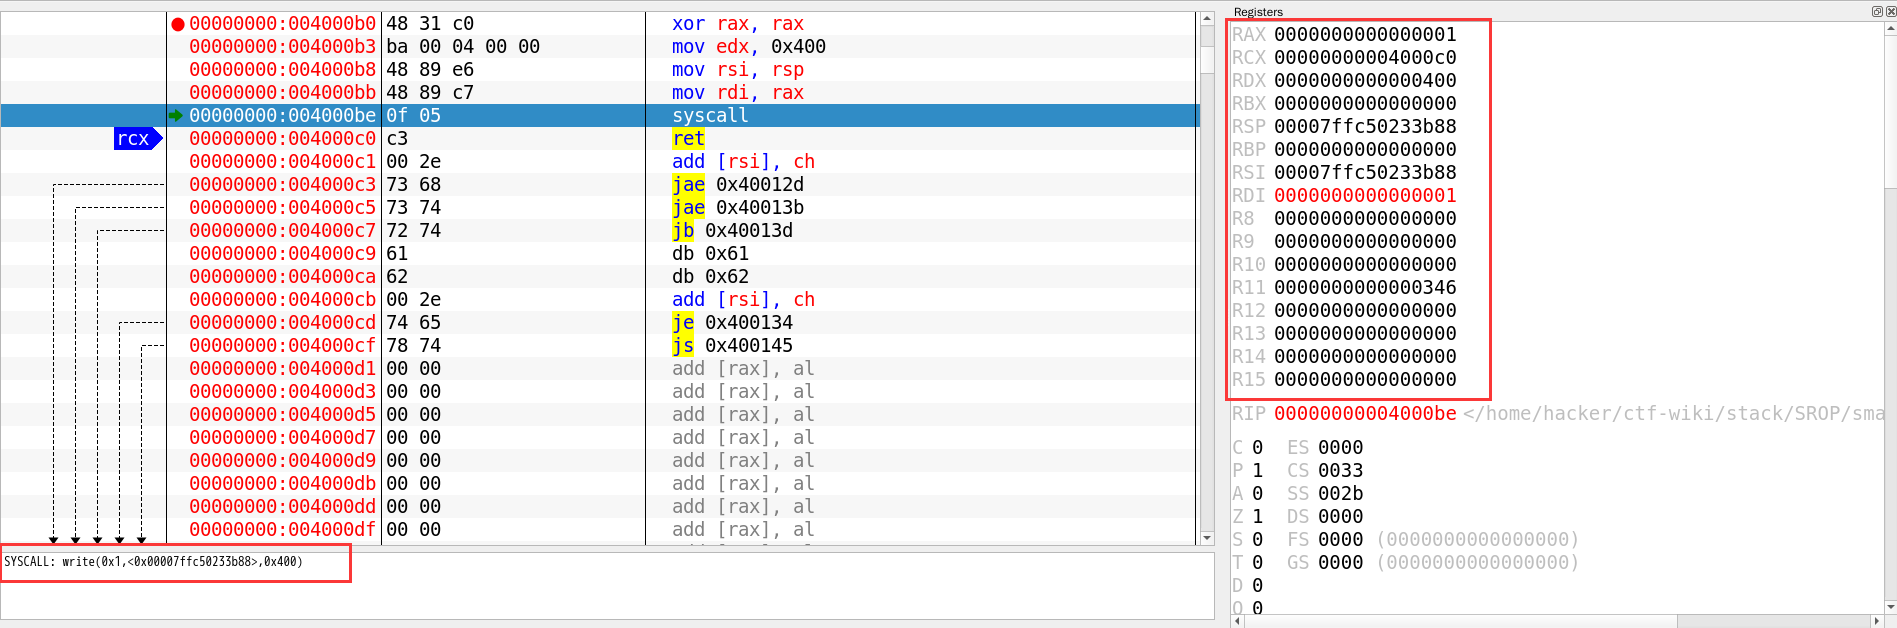 00000000:004000b0 48 31 c0 xor rax, rax
00000000:004000b3 ba 00 04 00 00 mov edx, 0x400
00000000:004000b8 48 89 e6 mov rsi, rsp
00000000:004000bb 48 89 c7 mov rdi, rax
00000000:004000be 0f 05 syscall
rcx 00000000:004000c0 c3 ret
00000000:004000c1 00 2e add [rsi], ch
00000000:004000c3 73 68 jae 0x40012d
00000000:004000c5 73 74 jae 0x40013b
00000000:004000c7 72 74 jb 0x40013d
00000000:004000c9 61 db 0x61
00000000:004000ca 62 db 0x62
00000000:004000cb 00 2e add [rsi], ch
00000000:004000cd 74 65 je 0x400134
00000000:004000cf 78 74 js 0x400145
00000000:004000d1 00 00 add [rax], al
00000000:004000d3 00 00 add [rax], al
00000000:004000d5 00 00 add [rax], al
00000000:004000d7 00 00 add [rax], al
00000000:004000d9 00 00 add [rax], al
00000000:004000db 00 00 add [rax], al
00000000:004000dd 00 00 add [rax], al
00000000:004000df 00 00 add [rax], al
SYSCALL: write(0x1,<0x00007ffc50233b88>,0x400)
Registers
RAX 0000000000000001
RCX 00000000004000c0
RDX 0000000000000400
RBX 0000000000000000
RSP 00007ffc50233b88
RBP 0000000000000000
RSI 00007ffc50233b88
RDI 0000000000000001
R8 0000000000000000
R9 0000000000000000
R10 0000000000000000
R11 0000000000000346
R12 0000000000000000
R13 0000000000000000
R14 0000000000000000
R15 0000000000000000
RIP 00000000004000be </home/hacker/ctf-wiki/stack/SROP/sma
C 0 ES 0000
P 1 CS 0033
A 0 SS 002b
Z 1 DS 0000
S 0 FS 0000 (0000000000000000)
T 0 GS 0000 (0000000000000000)
D 0
O 0